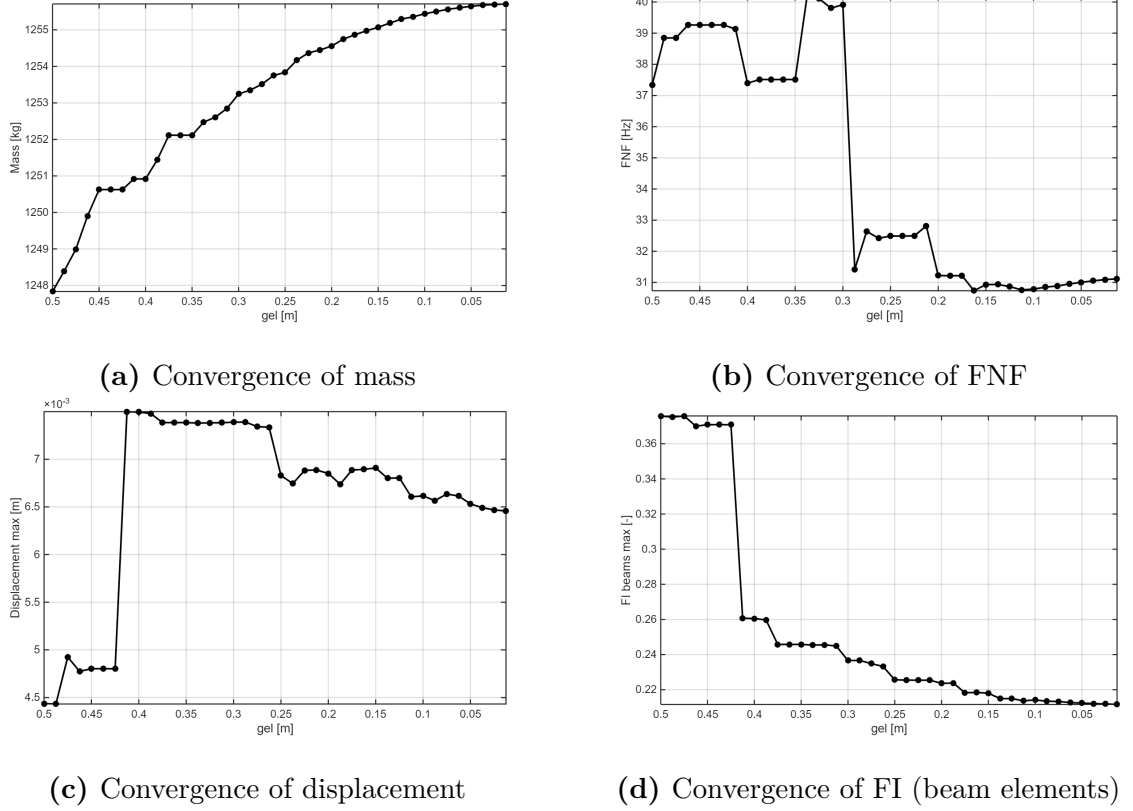 1255
1254
1253
1252
1251
1250
1249
1248
Mass [kg]
0.5 0.45 0.4 0.35 0.3 0.25 0.2 0.15 0.1 0.05
gel [m]
(a) Convergence of mass
40
39
38
37
36
35
34
33
32
31
FNF [Hz]
0.5 0.45 0.4 0.35 0.3 0.25 0.2 0.15 0.1 0.05
gel [m]
(b) Convergence of FNF
×10⁻³
7
6.5
6
5.5
5
4.5
Displacement max [m]
0.5 0.45 0.4 0.35 0.3 0.25 0.2 0.15 0.1 0.05
gel [m]
(c) Convergence of displacement
0.36
0.34
0.32
0.3
0.28
0.26
0.24
0.22
FI beams max [-]
0.5 0.45 0.4 0.35 0.3 0.25 0.2 0.15 0.1 0.05
gel [m]
(d) Convergence of FI (beam elements)